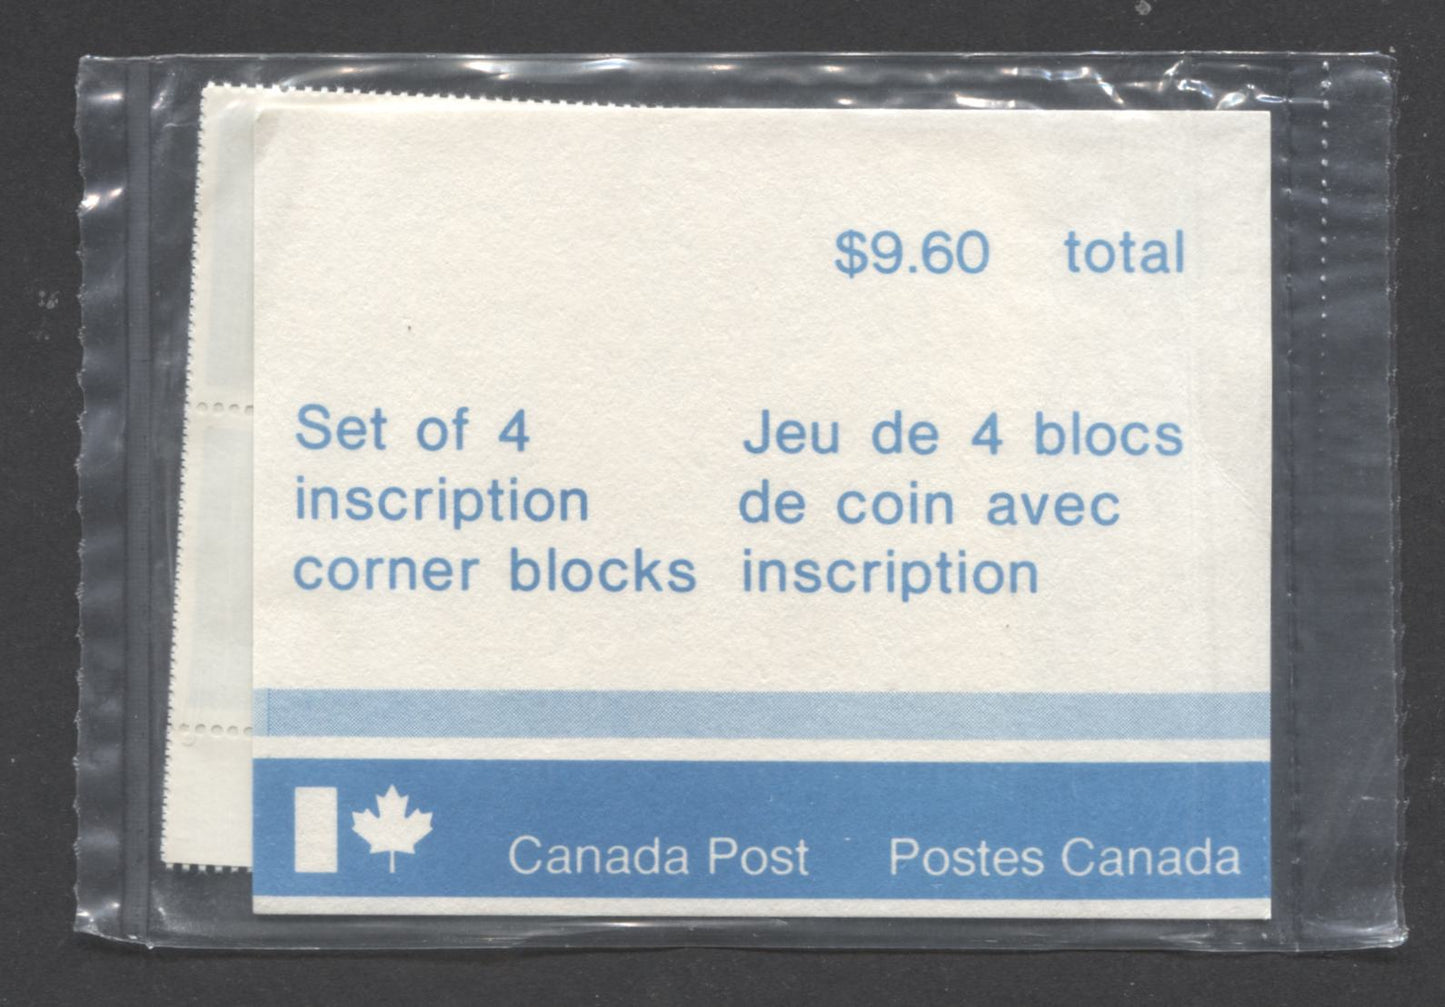 $9.60 total
Set of 4
inscription
corner blocks
Jeu de 4 blocs
de coin avec
inscription
Canada Post Postes Canada